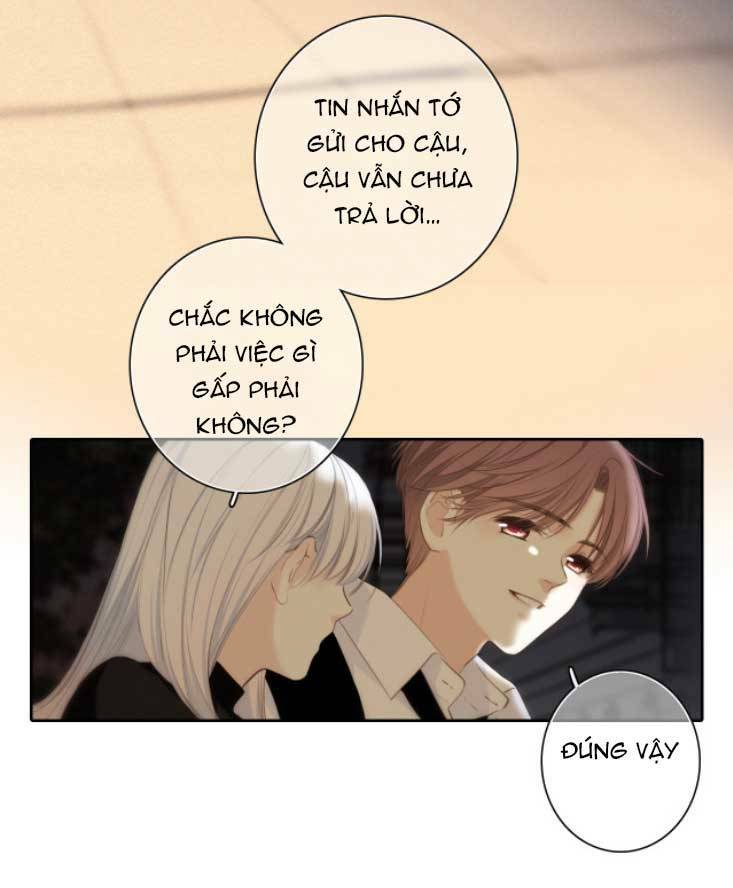 TIN NHẮN TỚ
GỬI CHO CẬU,
CẬU VẪN CHƯA
TRẢ LỜI...
CHẮC KHÔNG
PHẢI VIỆC GÌ
GẤP PHẢI
KHÔNG?
ĐÚNG VẬY